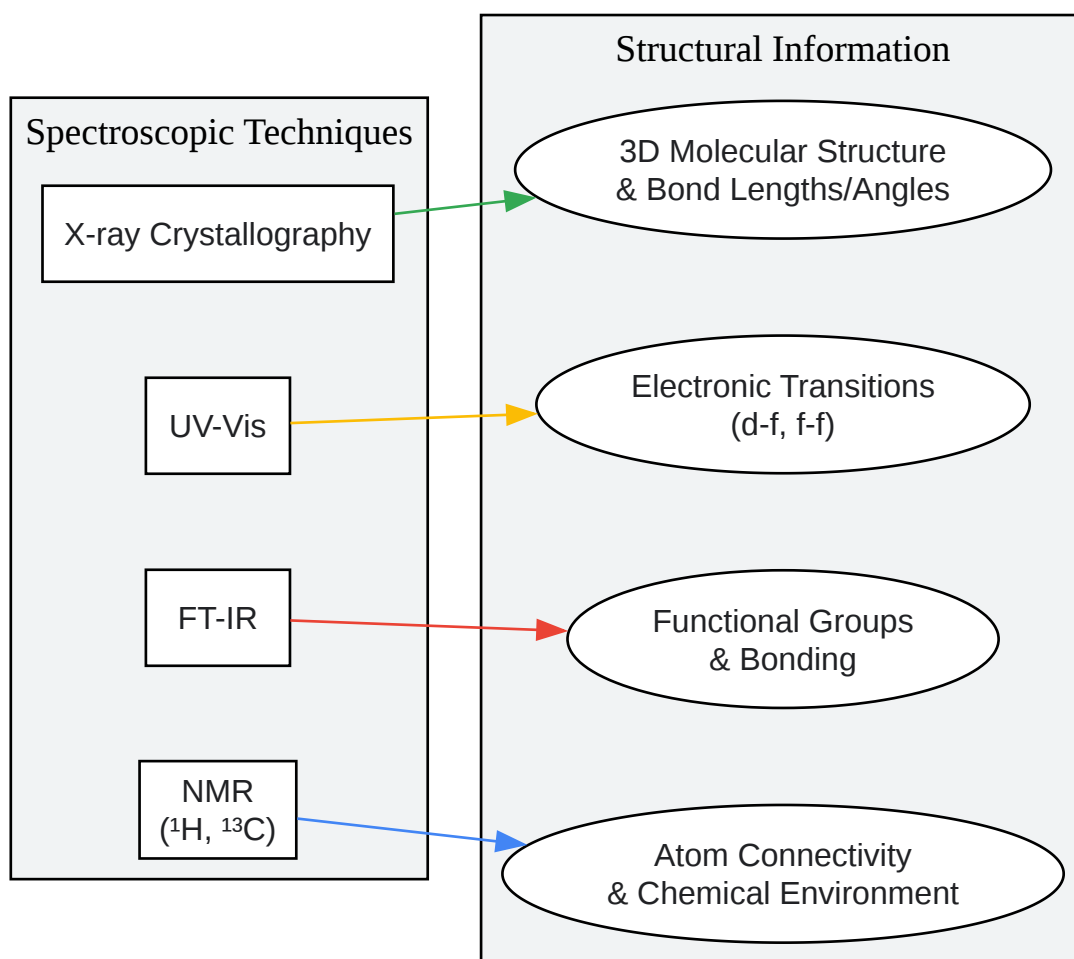 Structural Information
Spectroscopic Techniques
3D Molecular Structure
& Bond Lengths/Angles
X-ray Crystallography
Electronic Transitions
(d-f, f-f)
UV-Vis
Functional Groups
& Bonding
FT-IR
NMR
(¹H, ¹³C)
Atom Connectivity
& Chemical Environment